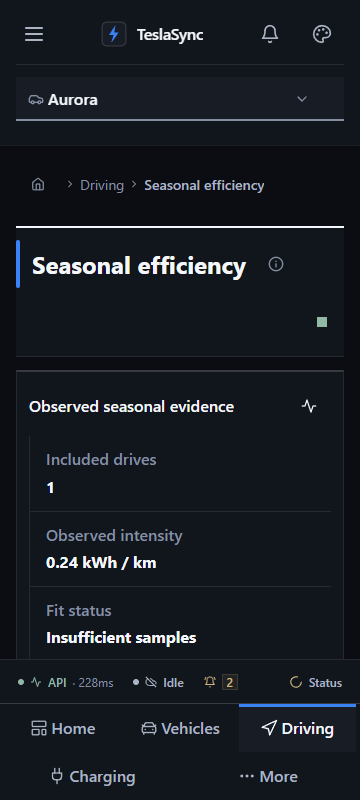 TeslaSync
Aurora
Driving
Seasonal efficiency
Seasonal efficiency
Observed seasonal evidence
Included drives
1
Observed intensity
0.24 kWh / km
Fit status
Insufficient samples
API · 228ms Idle 2 Status
Home Vehicles Driving
Charging More